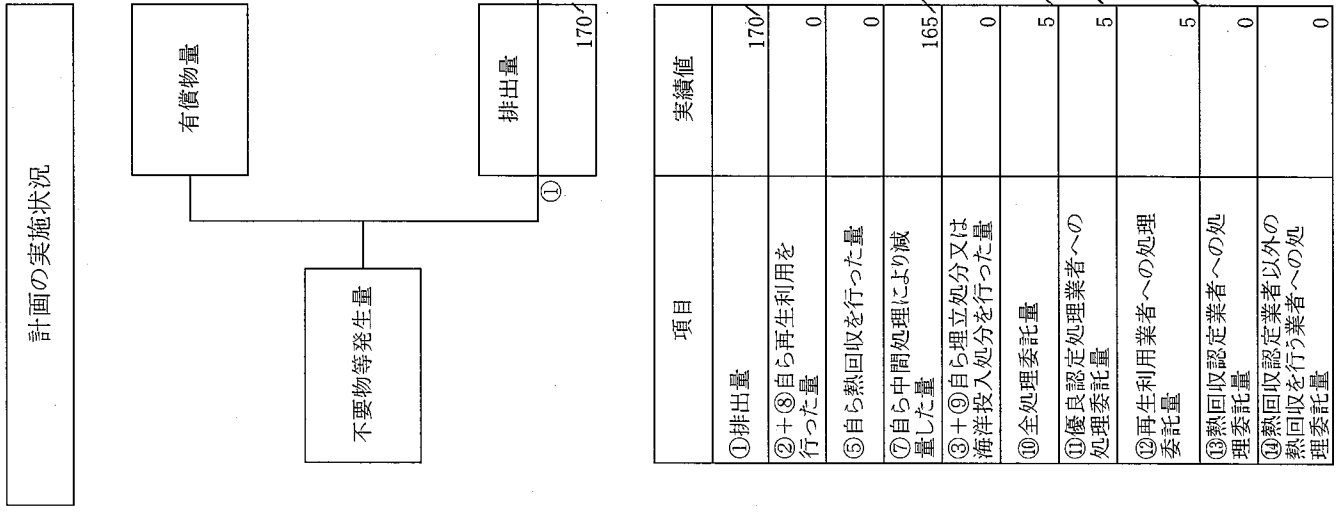 計画の実施状況
有償物量
不要物等発生量
排出量
①
170
項目
実績値
①排出量
170
②＋⑧自ら再生利用を
行った量
0
⑤自ら熱回収を行った量
0
⑦自ら中間処理により減
量した量
165
③＋⑨自ら埋立処分又は
海洋投入処分を行った量
0
⑩全処理委託量
5
⑪優良認定処理業者への
処理委託量
5
⑫再生利用業者への処理
委託量
5
⑬熱回収認定業者への処
理委託量
0
⑭熱回収認定業者以外の
熱回収を行う業者への処
理委託量
0